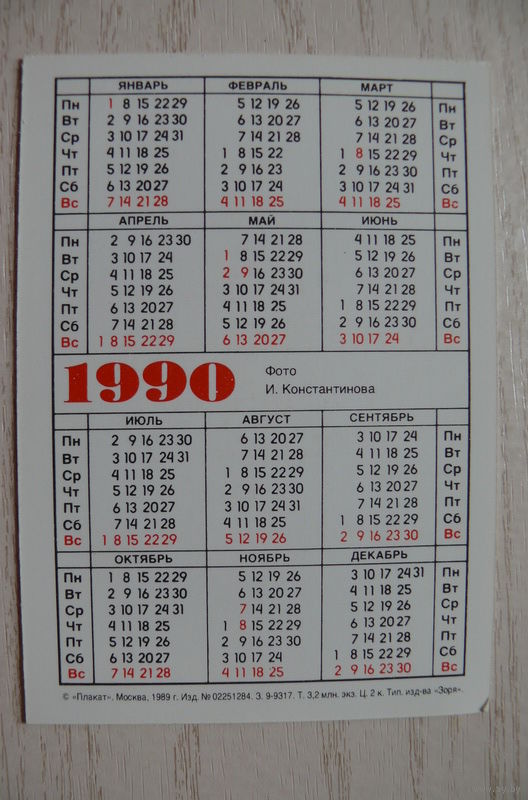 ЯНВАРЬ ФЕВРАЛЬ МАРТ
Пн 1 8 15 22 29 5 12 19 26 5 12 19 26 Пн
Вт 2 9 16 23 30 6 13 20 27 6 13 20 27 Вт
Ср 3 10 17 24 31 7 14 21 28 7 14 21 28 Ср
Чт 4 11 18 25 1 8 15 22 1 8 15 22 29 Чт
Пт 5 12 19 26 2 9 16 23 2 9 16 23 30 Пт
Сб 6 13 20 27 3 10 17 24 3 10 17 24 31 Сб
Вс 7 14 21 28 4 11 18 25 4 11 18 25 Вс
АПРЕЛЬ МАЙ ИЮНЬ
Пн 2 9 16 23 30 7 14 21 28 4 11 18 25 Пн
Вт 3 10 17 24 1 8 15 22 29 5 12 19 26 Вт
Ср 4 11 18 25 2 9 16 23 30 6 13 20 27 Ср
Чт 5 12 19 26 3 10 17 24 31 7 14 21 28 Чт
Пт 6 13 20 27 4 11 18 25 1 8 15 22 29 Пт
Сб 7 14 21 28 5 12 19 26 2 9 16 23 30 Сб
Вс 1 8 15 22 29 6 13 20 27 3 10 17 24 Вс
1990
Фото
И. Константинова
ИЮЛЬ АВГУСТ СЕНТЯБРЬ
Пн 2 9 16 23 30 6 13 20 27 3 10 17 24 Пн
Вт 3 10 17 24 7 14 21 28 4 11 18 25 Вт
Ср 4 11 18 25 1 8 15 22 29 5 12 19 26 Ср
Чт 5 12 19 26 2 9 16 23 30 6 13 20 27 Чт
Пт 6 13 20 27 3 10 17 24 31 7 14 21 28 Пт
Сб 7 14 21 28 4 11 18 25 1 8 15 22 29 Сб
Вс 1 8 15 22 29 5 12 19 26 2 9 16 23 30 Вс
ОКТЯБРЬ НОЯБРЬ ДЕКАБРЬ
Пн 1 8 15 22 29 5 12 19 26 3 10 17 24 31 Пн
Вт 2 9 16 23 30 6 13 20 27 4 11 18 25 Вт
Ср 3 10 17 24 31 7 14 21 28 5 12 19 26 Ср
Чт 4 11 18 25 1 8 15 22 29 6 13 20 27 Чт
Пт 5 12 19 26 2 9 16 23 30 7 14 21 28 Пт
Сб 6 13 20 27 3 10 17 24 1 8 15 22 29 Сб
Вс 7 14 21 28 4 11 18 25 2 9 16 23 30 Вс
© «Плакат». Москва, 1989 г. Изд. № 02251284. З. 9-9317. Т. 3,2 млн. экз. Ц. 2 к. Тип. изд-ва «Зоря».